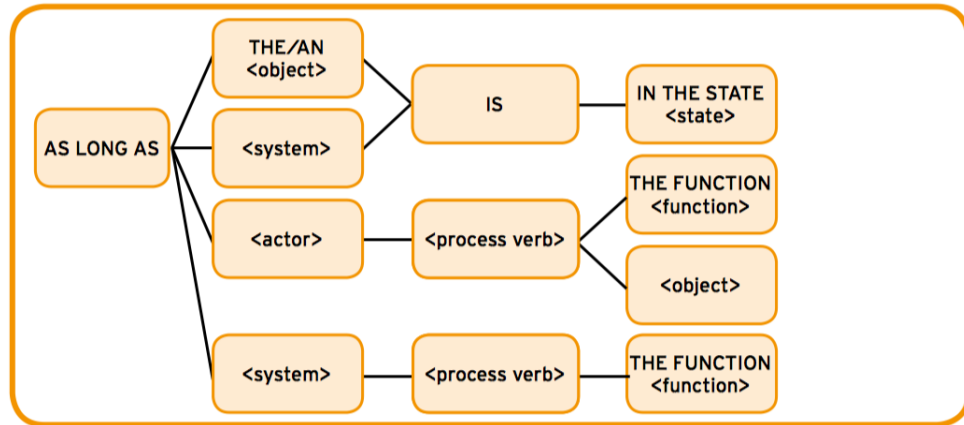 AS LONG AS
THE/AN
<object>
<system>
<actor>
<system>
IS
<process verb>
<process verb>
IN THE STATE
<state>
THE FUNCTION
<function>
<object>
THE FUNCTION
<function>